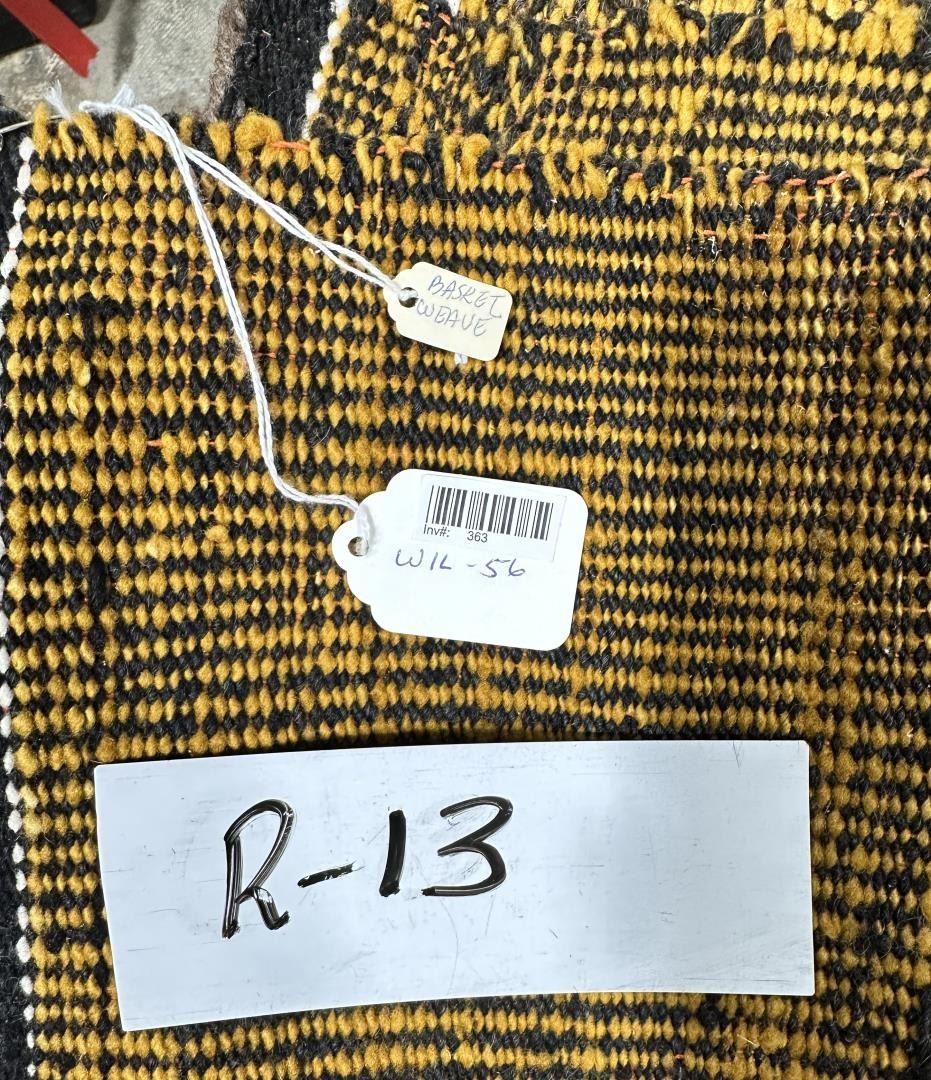 BASKET
WEAVE
Inv#: 363
WIL-56
R-13